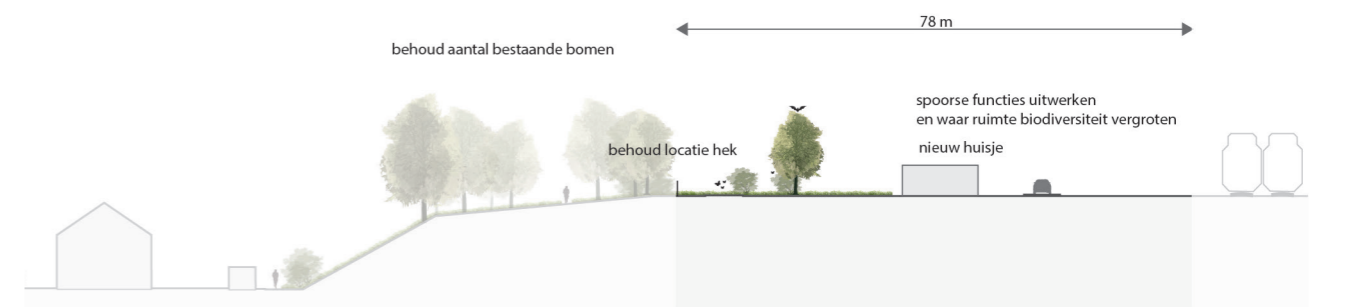 78 m
behoud aantal bestaande bomen
spoorse functies uitwerken
en waar ruimte biodiversiteit vergroten
behoud locatie hek
nieuw huisje